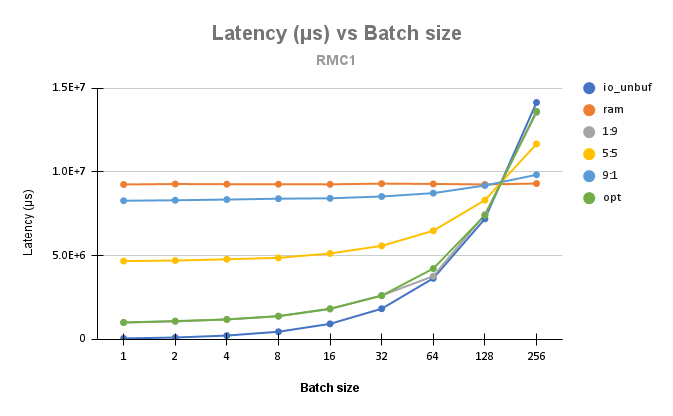 Latency (µs) vs Batch size
RMC1
1.5E+7
1.0E+7
5.0E+6
0
Latency (µs)
1 2 4 8 16 32 64 128 256
Batch size
io_unbuf
ram
1:9
5:5
9:1
opt